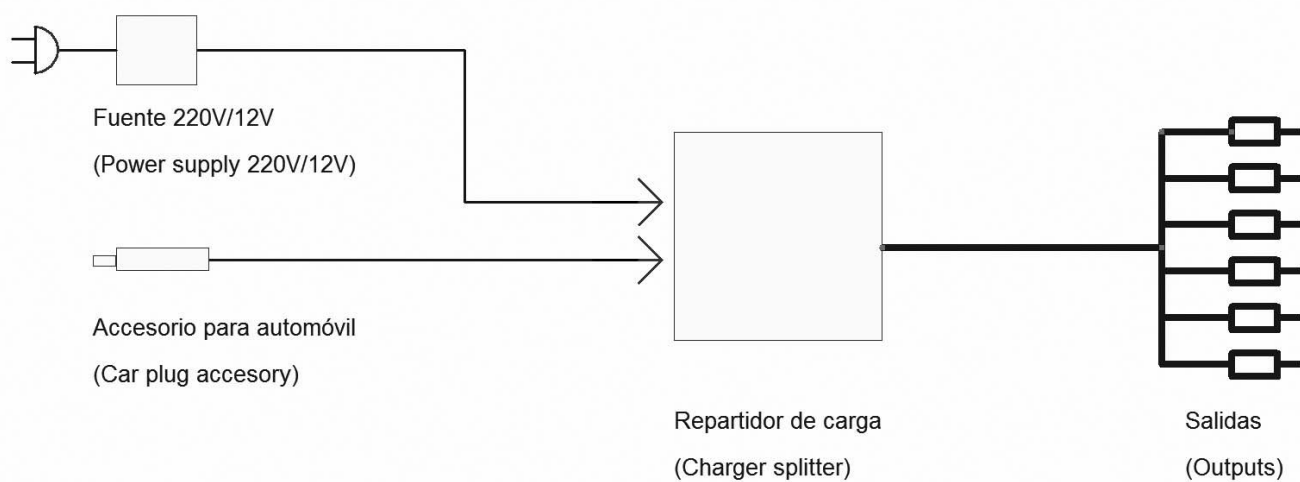 Fuente 220V/12V
(Power supply 220V/12V)
Accesorio para automóvil
(Car plug accesory)
Repartidor de carga
(Charger splitter)
Salidas
(Outputs)